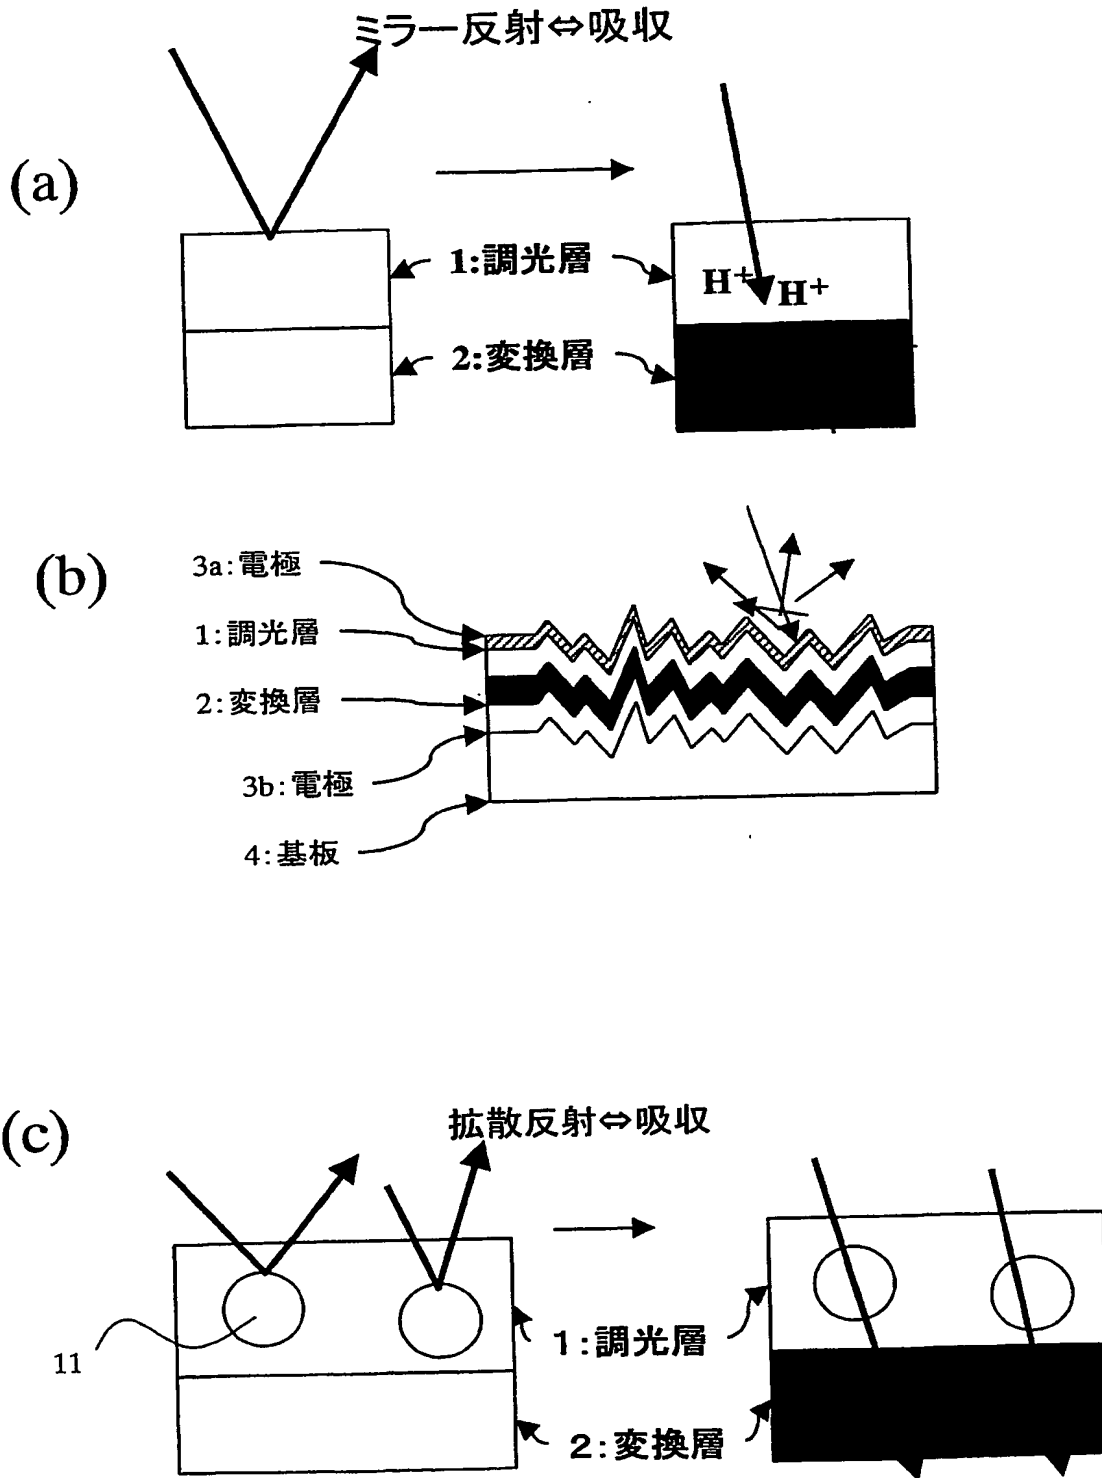 ミラー反射⇔吸収
(a)
1:調光層
H+ H+
2:変換層
(b)
3a:電極
1:調光層
2:変換層
3b:電極
4:基板
(c)
拡散反射⇔吸収
11
1:調光層
2:変換層